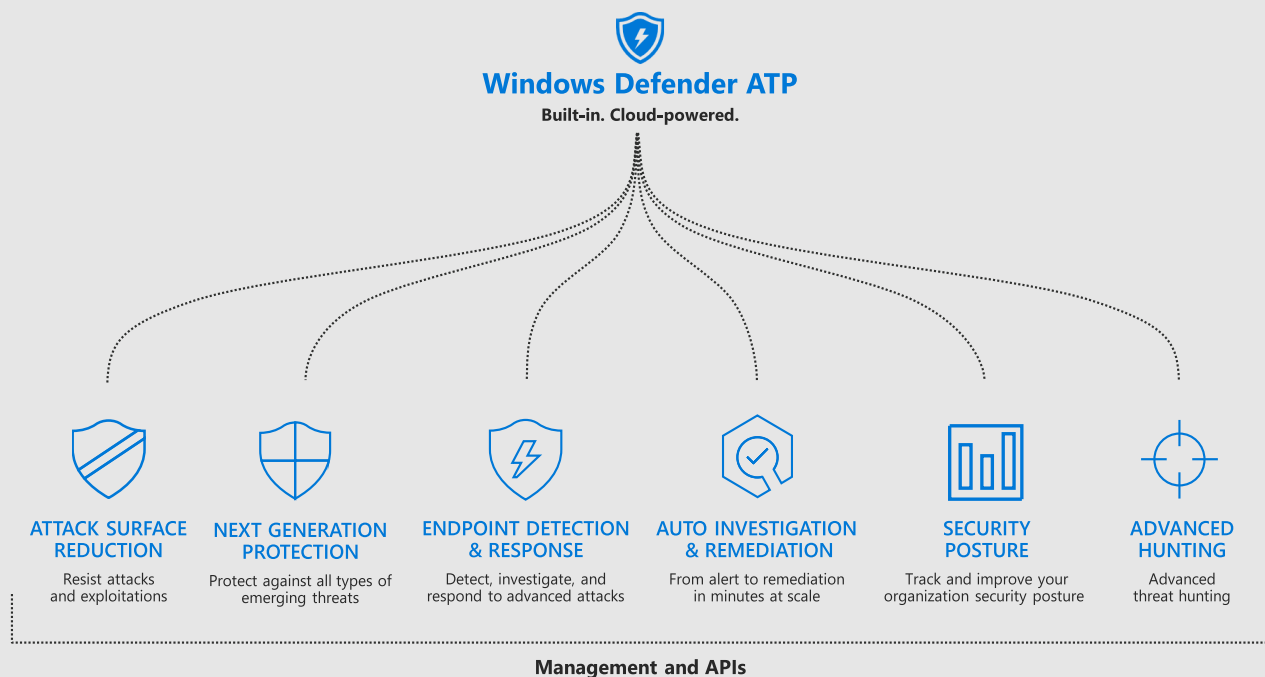 Windows Defender ATP
Built-in. Cloud-powered.
ATTACK SURFACE
REDUCTION
Resist attacks
and exploitations
NEXT GENERATION
PROTECTION
Protect against all types of
emerging threats
ENDPOINT DETECTION
& RESPONSE
Detect, investigate, and
respond to advanced attacks
AUTO INVESTIGATION
& REMEDIATION
From alert to remediation
in minutes at scale
SECURITY
POSTURE
Track and improve your
organization security posture
ADVANCED
HUNTING
Advanced
threat hunting
Management and APIs